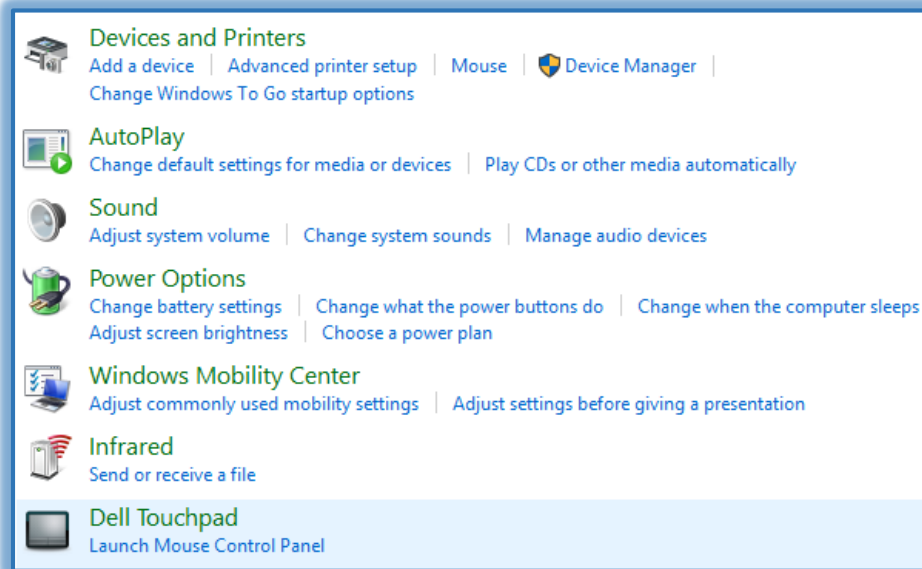 Devices and Printers
Add a device | Advanced printer setup | Mouse | Device Manager |
Change Windows To Go startup options
AutoPlay
Change default settings for media or devices | Play CDs or other media automatically
Sound
Adjust system volume | Change system sounds | Manage audio devices
Power Options
Change battery settings | Change what the power buttons do | Change when the computer sleeps
Adjust screen brightness | Choose a power plan
Windows Mobility Center
Adjust commonly used mobility settings | Adjust settings before giving a presentation
Infrared
Send or receive a file
Dell Touchpad
Launch Mouse Control Panel